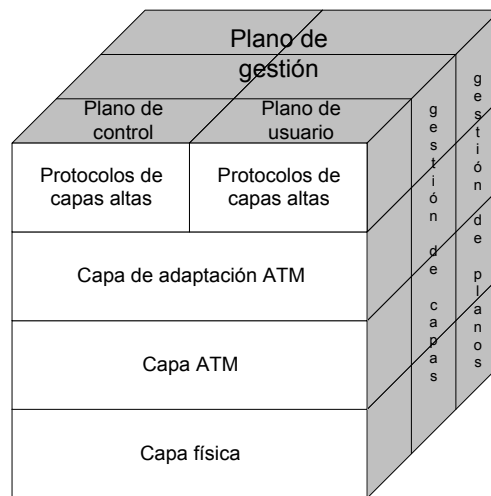 Plano de
gestión
Plano de
control
Plano de
usuario
Protocolos de
capas altas
Protocolos de
capas altas
Capa de adaptación ATM
Capa ATM
Capa física
gestión de capas
gestión de planos